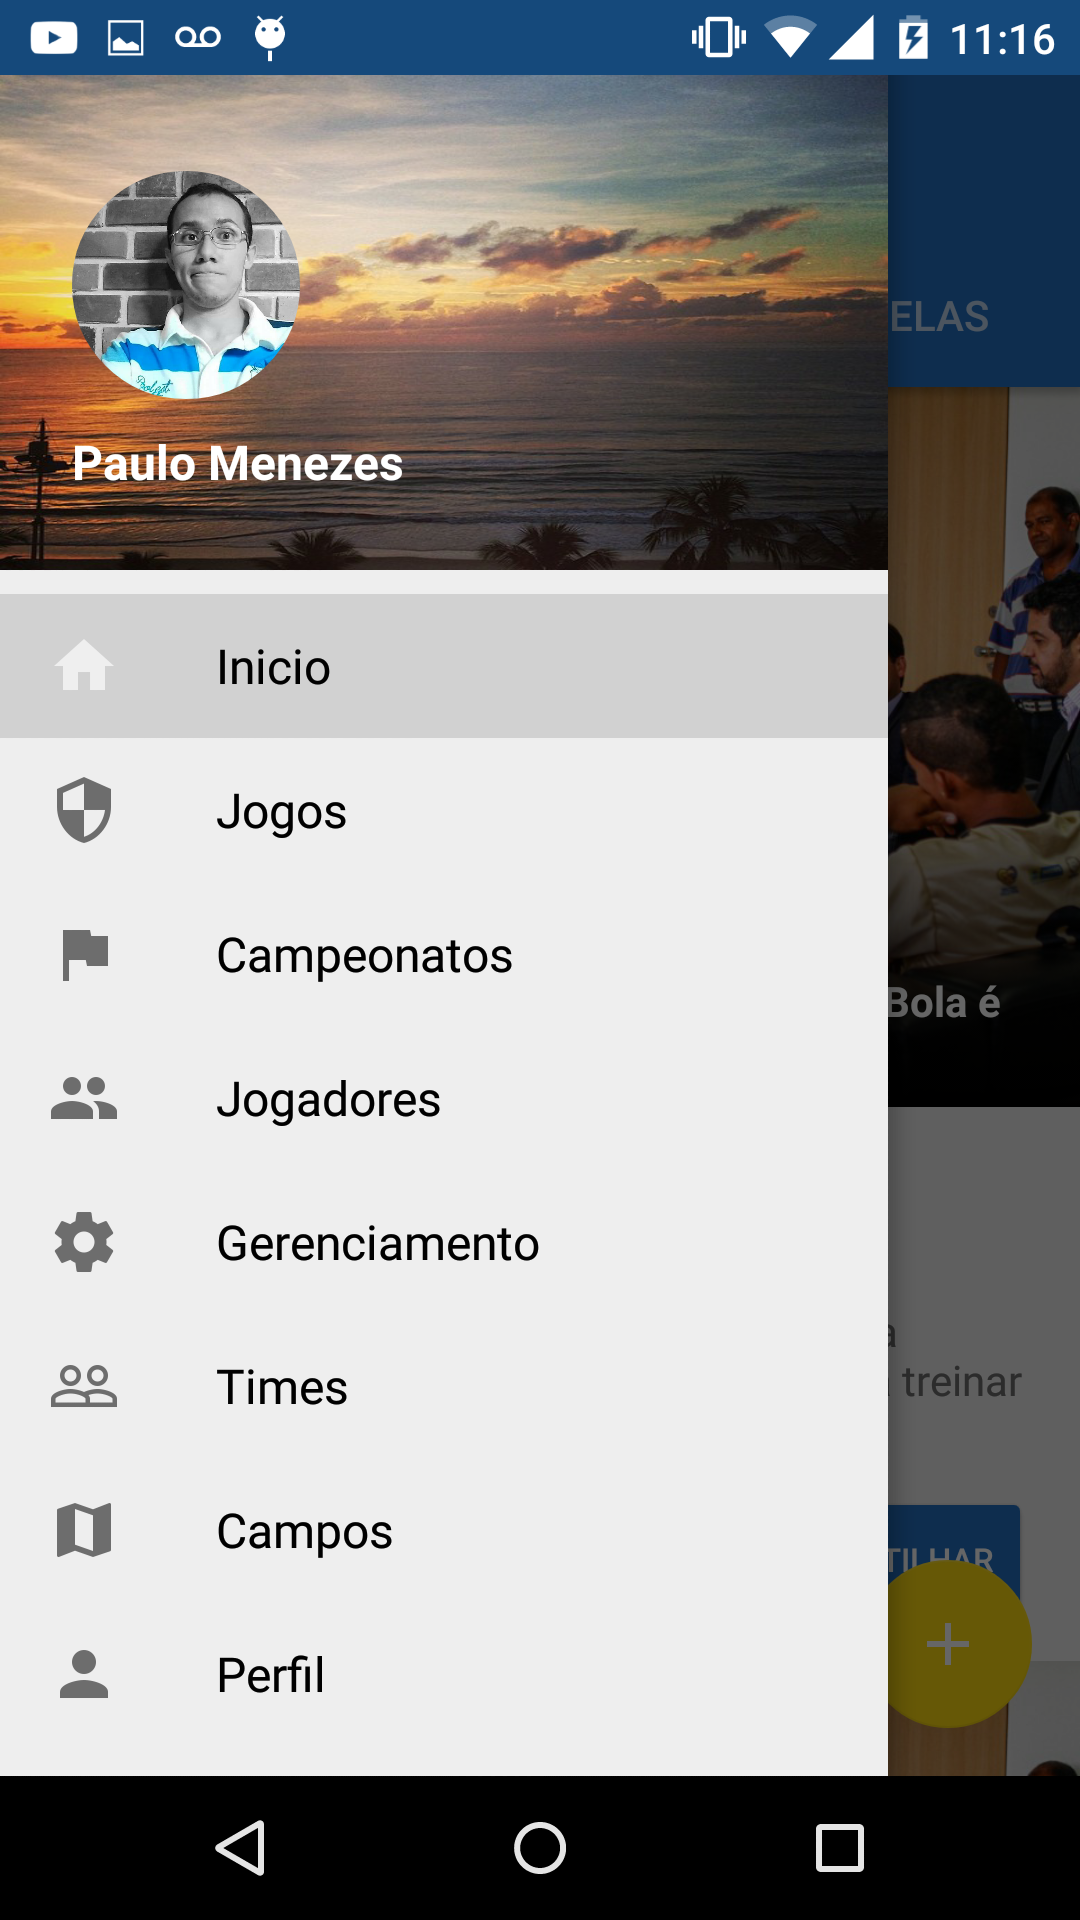 11:16
ELAS
Paulo Menezes
Inicio
Jogos
Campeonatos
Bola é
Jogadores
Gerenciamento
a
Times
treinar
Campos
TILHAR
Perfil